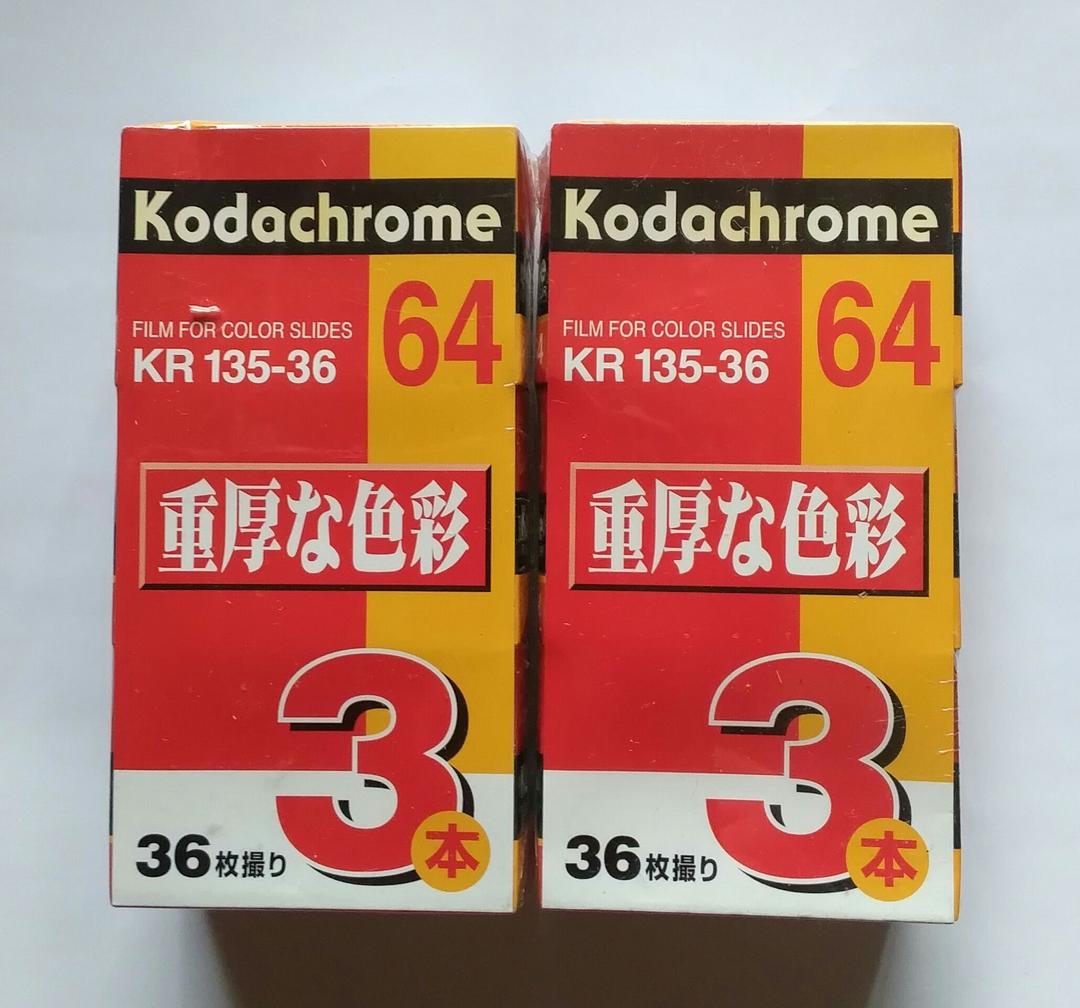 Kodachrome
64
FILM FOR COLOR SLIDES
KR 135-36
重厚な色彩
3本
36枚撮り
Kodachrome
64
FILM FOR COLOR SLIDES
KR 135-36
重厚な色彩
3本
36枚撮り